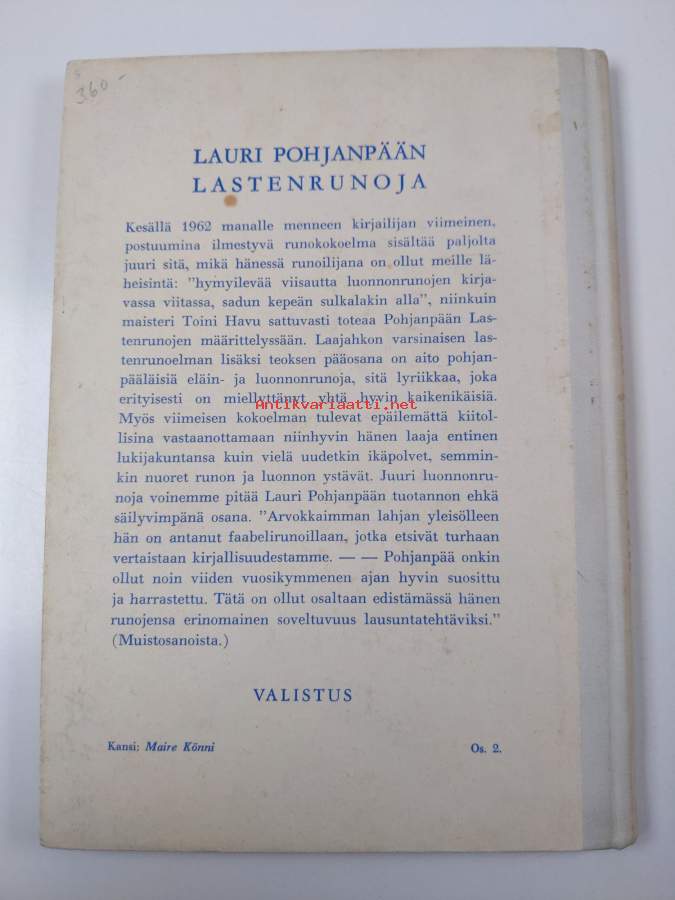 360 -
LAURI POHJANPÄÄN
LASTENRUNOJA
Kesällä 1962 manalle menneen kirjailijan viimeinen,
postuumina ilmestyvä runokokoelma sisältää paljolta
juuri sitä, mikä hänessä runoilijana on ollut meille lä-
heisintä: ”hymyilevää viisautta luonnonrunojen kirja-
vassa viitassa, sadun kepeän sulkalakin alla”, niinkuin
maisteri Toini Havu sattuvasti toteaa Pohjanpään Las-
tenrunojen määrittelyssään. Laajahkon varsinaisen las-
tenrunoelman lisäksi teoksen pääosana on aito pohjan-
pääläisiä eläin- ja luonnonrunoja, sitä lyriikkaa, joka
erityisesti on miellyttänyt yhtä hyvin kaikenikäisiä.
Antikvariaatti.net
Myös viimeisen kokoelman tulevat epäilemättä kiitol-
lisina vastaanottamaan niinhyvin hänen laaja entinen
lukijakuntansa kuin vielä uudetkin ikäpolvet, semmin-
kin nuoret runon ja luonnon ystävät. Juuri luonnonru-
noja voinemme pitää Lauri Pohjanpään tuotannon ehkä
säilyvimpänä osana. ”Arvokkaimman lahjan yleisölleen
hän on antanut faabelirunoillaan, jotka etsivät turhaan
vertaistaan kirjallisuudestamme. — — Pohjanpää onkin
ollut noin viiden vuosikymmenen ajan hyvin suosittu
ja harrastettu. Tätä on ollut osaltaan edistämässä hänen
runojensa erinomainen soveltuvuus lausuntatehtäviksi.”
(Muistosanoista.)
VALISTUS
Kansi: Maire Könni
Os. 2.